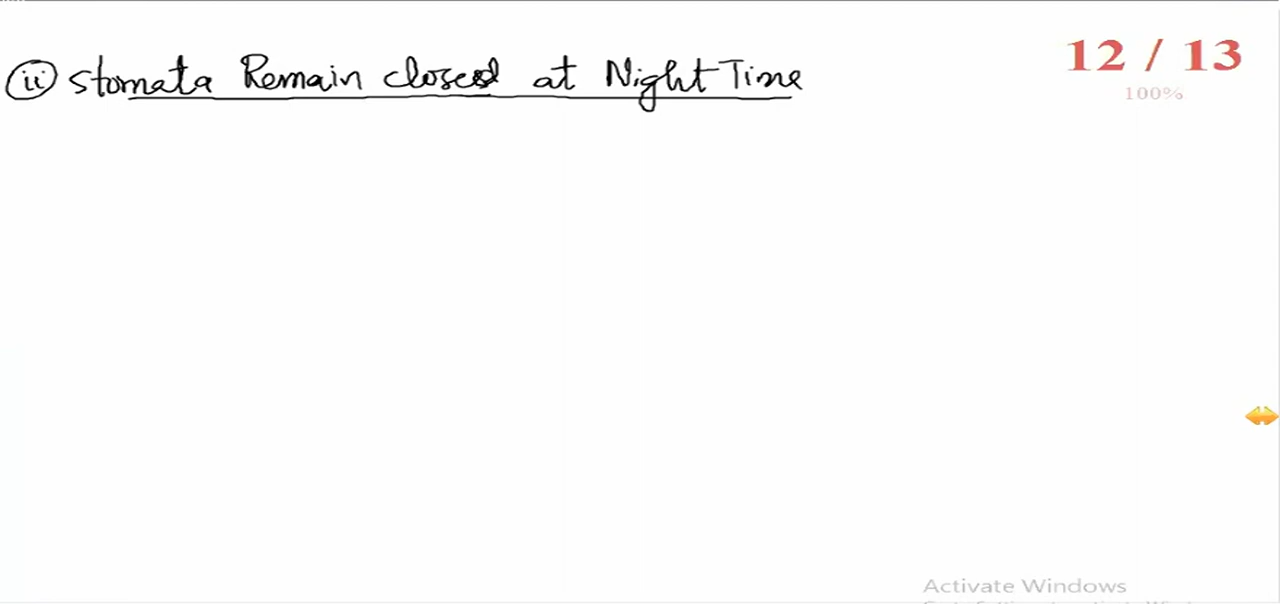 (ii) Stomata Remain closed at Night Time
12 / 13
100%
Activate Windows